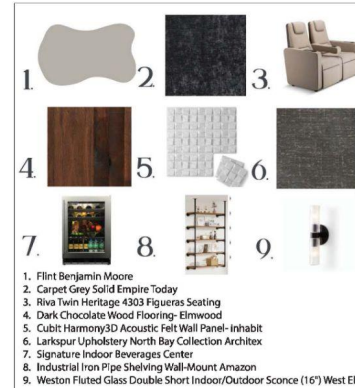 1.
2.
3.
4.
5.
6.
7.
8.
9.
1. Flint Benjamin Moore
2. Carpet Grey Solid Empire Today
3. Riva Twin Heritage 4303 Figueras Seating
4. Dark Chocolate Wood Flooring- Elmwood
5. Cubit Harmony3D Acoustic Felt Wall Panel- inhabit
6. Larkspur Upholstery North Bay Collection Architex
7. Signature Indoor Beverages Center
8. Industrial Iron Pipe Shelving Wall-Mount Amazon
9. Weston Fluted Glass Double Short Indoor/Outdoor Sconce (16") West El